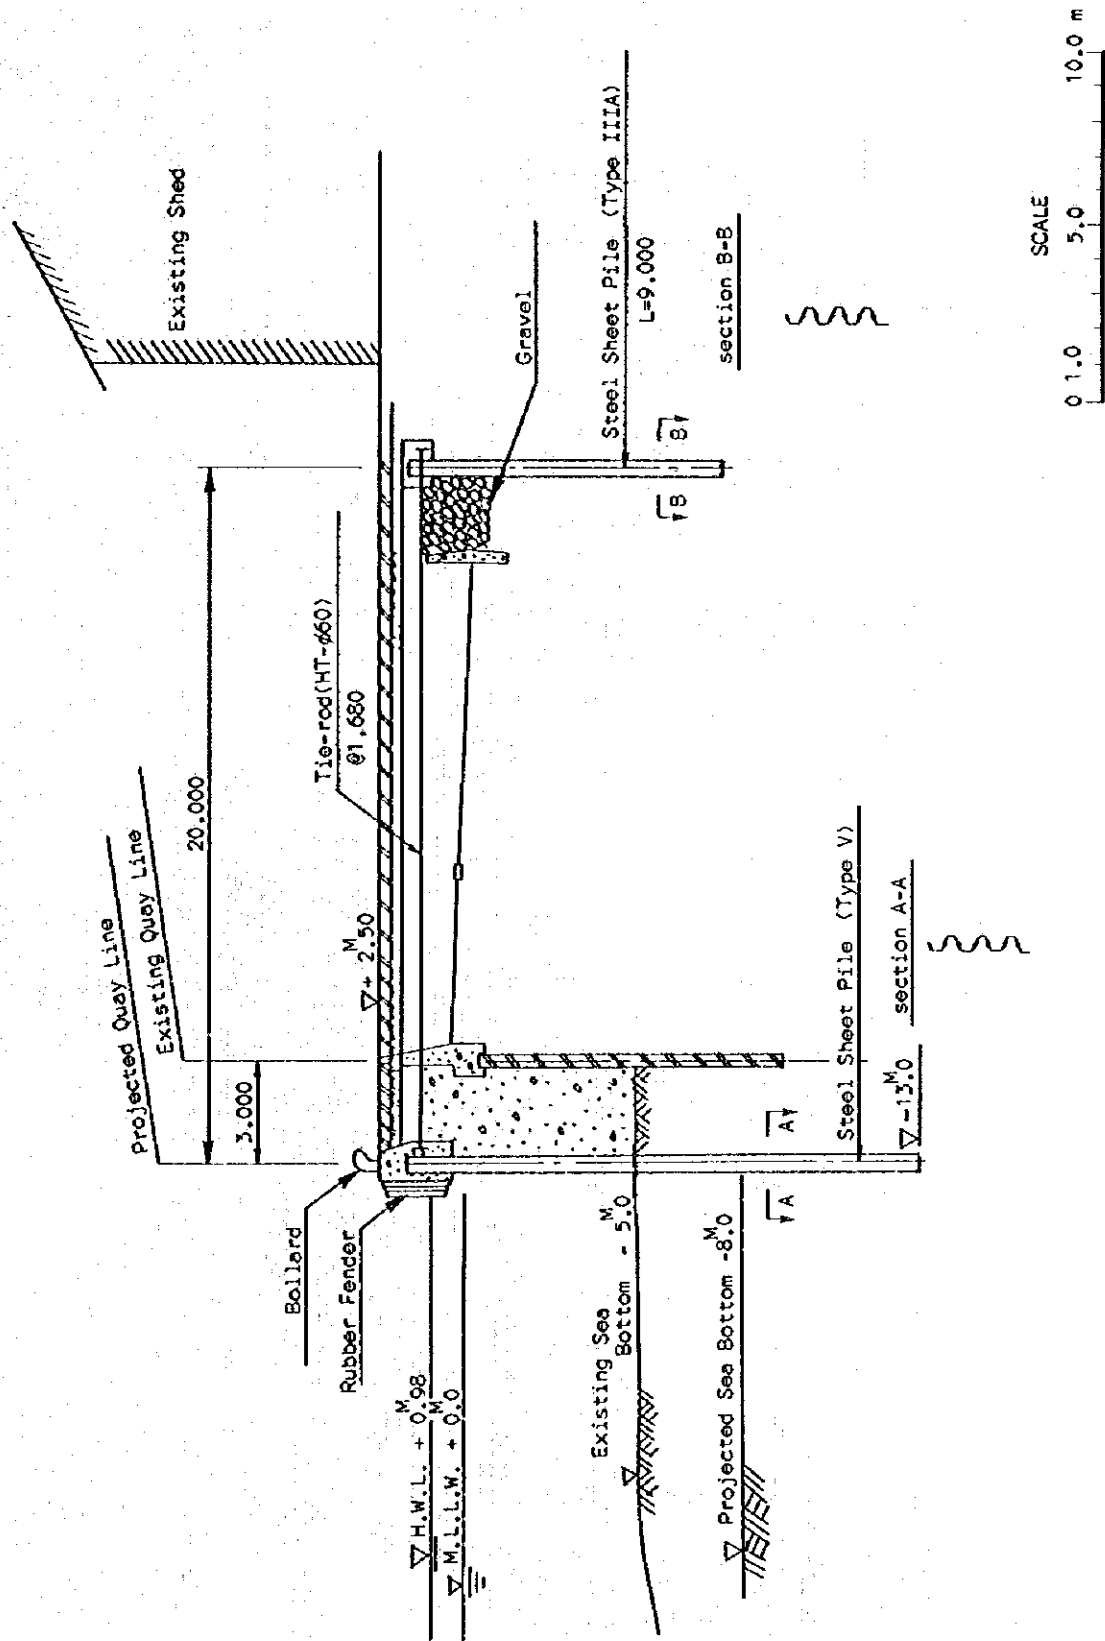 Projected Quay Line
Existing Quay Line
20.000
3.000
Existing Shed
Bollard
Rubber Fender
Tie-rod(HT-ø60)
@1.680
▽+ 2.50 M
Gravel
▽H.W.L. + 0.98 M
▽M.L.L.W. + 0.0 M
Existing Sea
Bottom - 5.0 M
▽ Projected Sea Bottom -8.0 M
Steel Sheet Pile (Type IIIA)
L=9.000
B B
section B-B
A A
Steel Sheet Pile (Type V)
▽-13.0 M
section A-A
SCALE
0 1.0 5.0 10.0 m